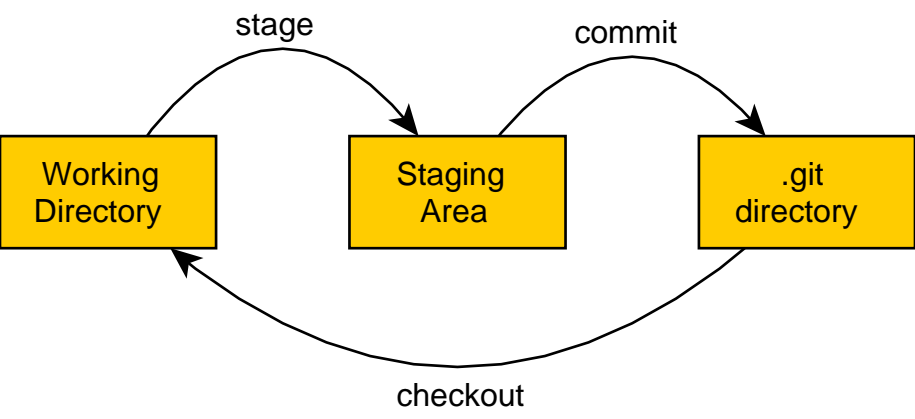 stage
commit
Working
Directory
Staging
Area
.git
directory
checkout